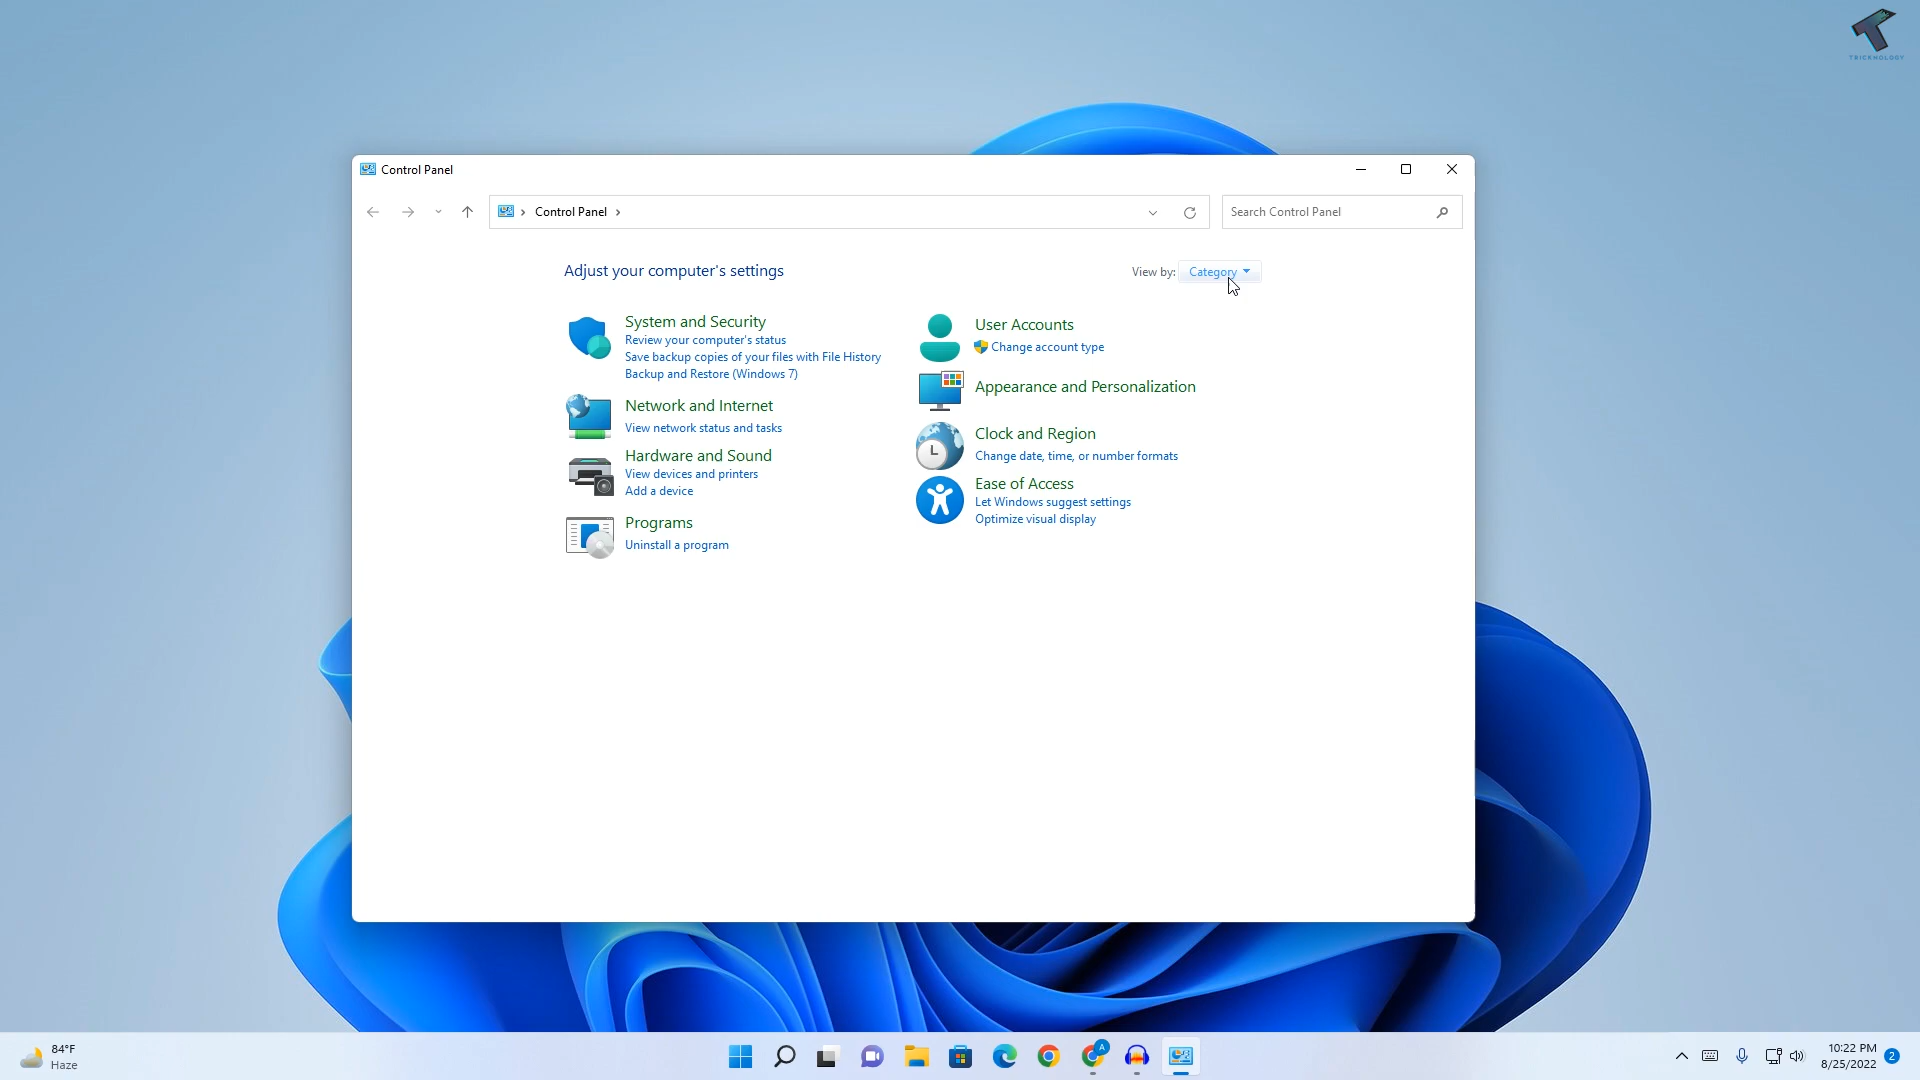 TRICKNOLOGY
Control Panel
Control Panel
Search Control Panel
Adjust your computer's settings
View by: Category
System and Security
Review your computer's status
Save backup copies of your files with File History
Backup and Restore (Windows 7)
Network and Internet
View network status and tasks
Hardware and Sound
View devices and printers
Add a device
Programs
Uninstall a program
User Accounts
Change account type
Appearance and Personalization
Clock and Region
Change date, time, or number formats
Ease of Access
Let Windows suggest settings
Optimize visual display
84°F
Haze
A
10:22 PM
8/25/2022
2